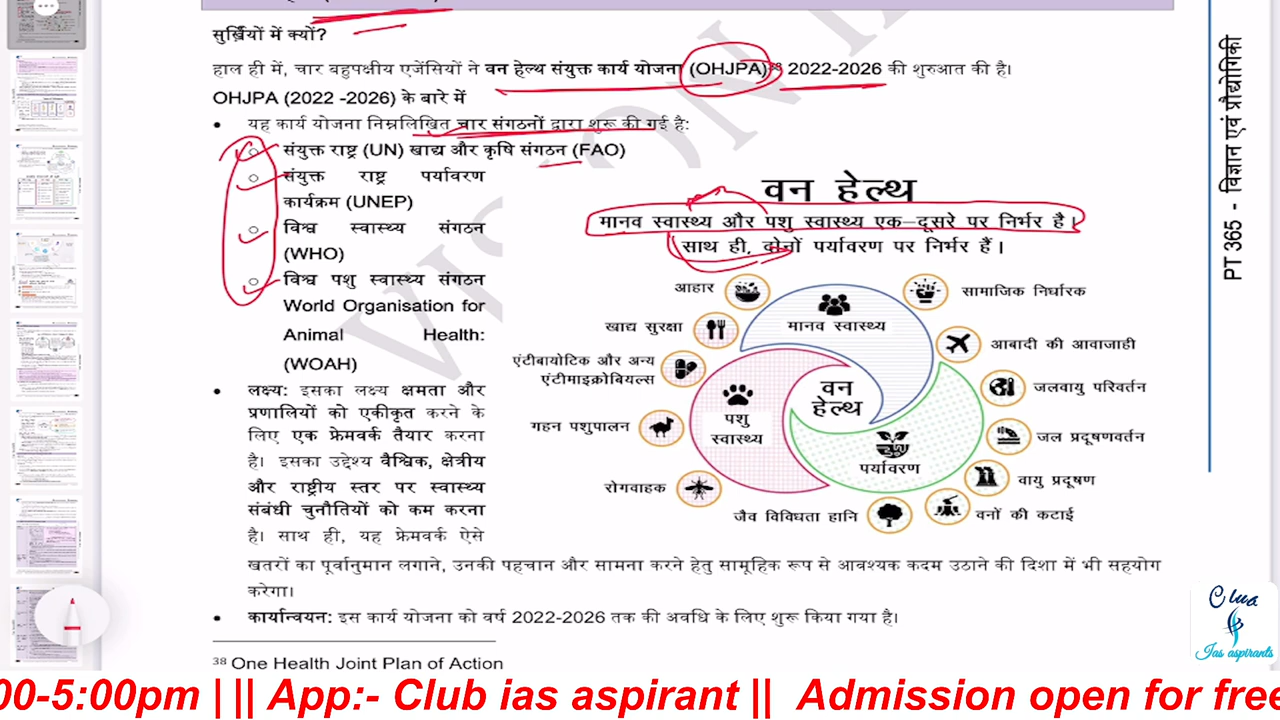 सुर्ख़ियों में क्यों?
हाल ही में, चार बहुपक्षीय एजेंसियों ने वन हेल्थ संयुक्त कार्य योजना (OHJPA)³⁸ 2022-2026 की शुरुआत की है।
OHJPA (2022 -2026) के बारे में
• यह कार्य योजना निम्नलिखित चार संगठनों द्वारा शुरू की गई है:
संयुक्त राष्ट्र (UN) खाद्य और कृषि संगठन (FAO)
संयुक्त राष्ट्र पर्यावरण
कार्यक्रम (UNEP)
विश्व स्वास्थ्य संगठन
(WHO)
विश्व पशु स्वास्थ्य संगठन
World Organisation for
Animal Health:
(WOAH)
• लक्ष्य: इसका लक्ष्य क्षमता और
प्रणालियों को एकीकृत करने के
लिए एक फ्रेमवर्क तैयार करना
है। इसका उद्देश्य वैश्विक, क्षेत्रीय
और राष्ट्रीय स्तर पर स्वास्थ्य
संबंधी चुनौतियों को कम करना
है। साथ ही, यह फ्रेमवर्क ऐसे
खतरों का पूर्वानुमान लगाने, उनकी पहचान और सामना करने हेतु सामूहिक रूप से आवश्यक कदम उठाने की दिशा में भी सहयोग
करेगा।
• कार्यान्वयन: इस कार्य योजना को वर्ष 2022-2026 तक की अवधि के लिए शुरू किया गया है।
³⁸ One Health Joint Plan of Action
वन हेल्थ
मानव स्वास्थ्य और पशु स्वास्थ्य एक–दूसरे पर निर्भर है।
साथ ही, दोनों पर्यावरण पर निर्भर हैं।
आहार
सामाजिक निर्धारक
खाद्य सुरक्षा
मानव स्वास्थ्य
आबादी की आवाजाही
एंटीबायोटिक और अन्य
एंटीमाइक्रोबियल्स
जलवायु परिवर्तन
वन
हेल्थ
पशु
स्वास्थ्य
गहन पशुपालन
जल प्रदूषणवर्तन
पर्यावरण
रोगवाहक
वायु प्रदूषण
जैव विविधता हानि
वनों की कटाई
PT 365 - विज्ञान एवं प्रौद्योगिकी
Club
Ias aspirants
00-5:00pm | || App:- Club ias aspirant || Admission open for free